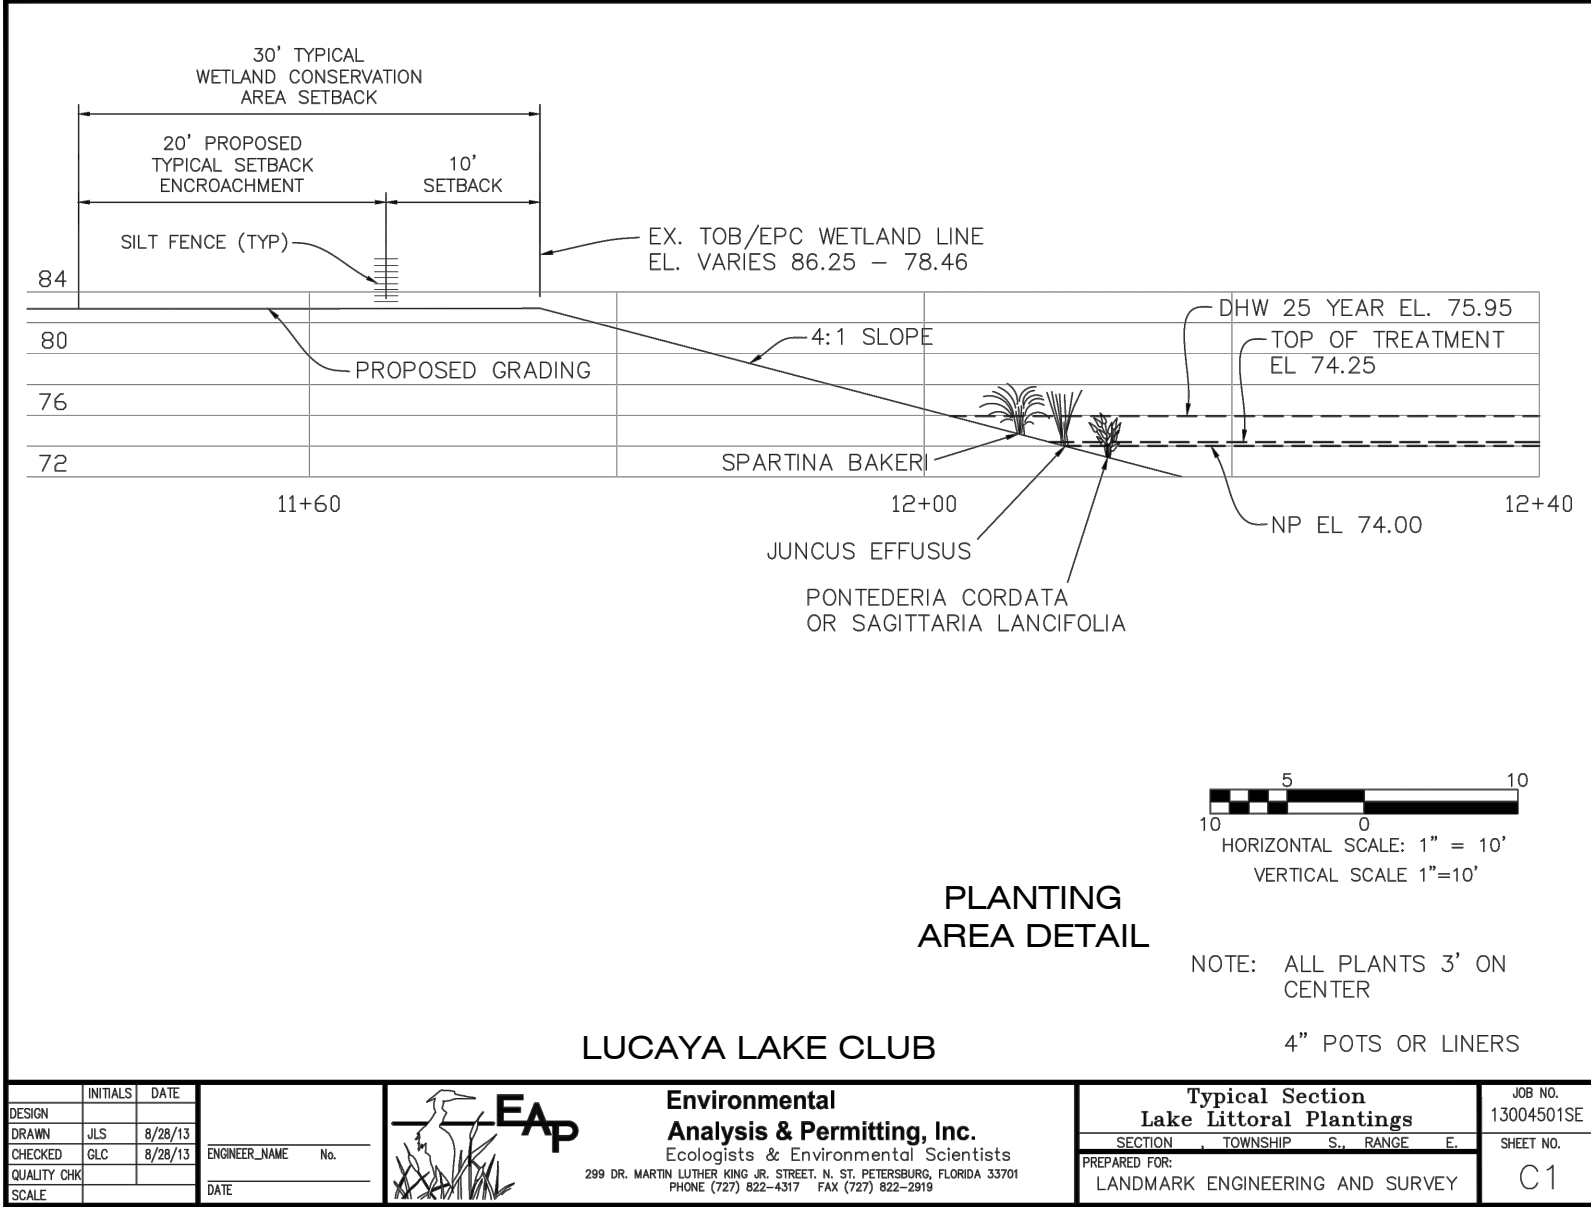 30' TYPICAL
WETLAND CONSERVATION
AREA SETBACK
20' PROPOSED
TYPICAL SETBACK
ENCROACHMENT
10'
SETBACK
SILT FENCE (TYP)
EX. TOB/EPC WETLAND LINE
EL. VARIES 86.25 – 78.46
84
80
76
72
PROPOSED GRADING
4:1 SLOPE
DHW 25 YEAR EL. 75.95
TOP OF TREATMENT
EL 74.25
SPARTINA BAKERI
11+60
12+00
12+40
NP EL 74.00
JUNCUS EFFUSUS
PONTEDERIA CORDATA
OR SAGITTARIA LANCIFOLIA
5 10
10 0
HORIZONTAL SCALE: 1" = 10'
VERTICAL SCALE 1"=10'
PLANTING
AREA DETAIL
NOTE: ALL PLANTS 3' ON
CENTER
4" POTS OR LINERS
LUCAYA LAKE CLUB
INITIALS DATE
DESIGN
DRAWN JLS 8/28/13
CHECKED GLC 8/28/13
QUALITY CHK
SCALE
ENGINEER_NAME No.
DATE
EAP
Environmental
Analysis & Permitting, Inc.
Ecologists & Environmental Scientists
299 DR. MARTIN LUTHER KING JR. STREET. N. ST. PETERSBURG, FLORIDA 33701
PHONE (727) 822–4317 FAX (727) 822–2919
Typical Section
Lake Littoral Plantings
SECTION , TOWNSHIP S., RANGE E.
PREPARED FOR:
LANDMARK ENGINEERING AND SURVEY
JOB NO.
13004501SE
SHEET NO.
C1